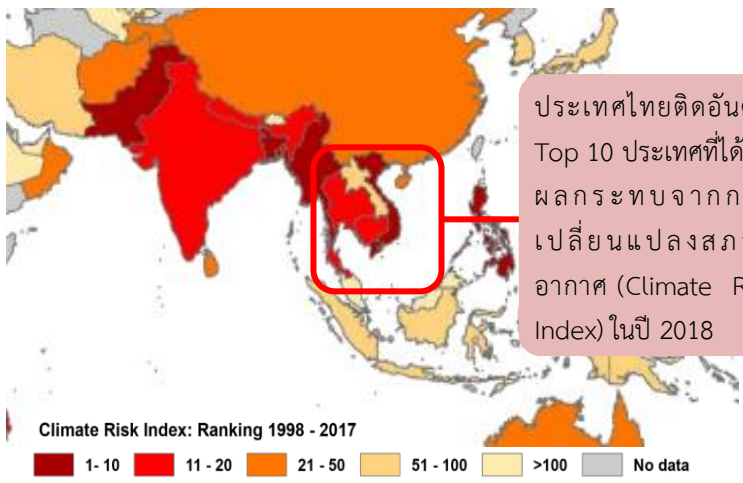 ประเทศไทยติดอัน
Top 10 ประเทศที่ได้
ผลกระทบจากก
เปลี่ยนแปลงสภ
อากาศ (Climate R
Index) ในปี 2018
Climate Risk Index: Ranking 1998 - 2017
1- 10 11 - 20 21 - 50 51 - 100 >100 No data